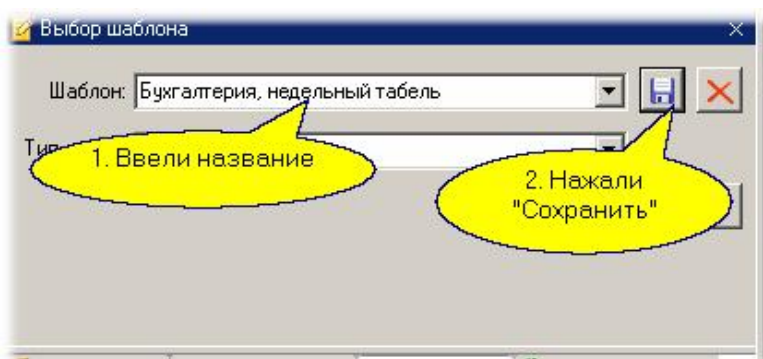 Выбор шаблона
Шаблон: Бухгалтерия, недельный табель
1. Ввели название
2. Нажали
"Сохранить"